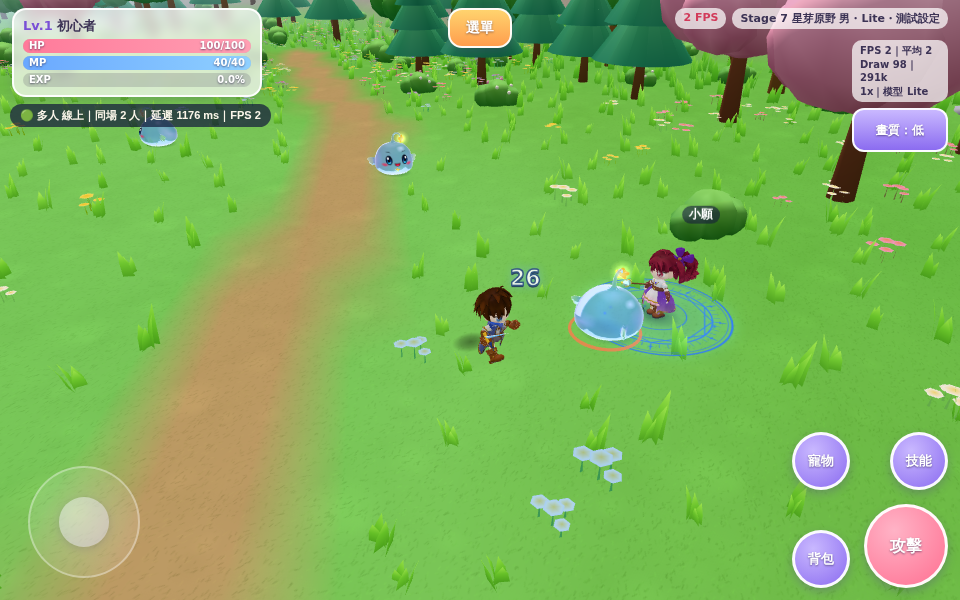 Lv.1 初心者
HP 100/100
MP 40/40
EXP 0.0%
🟢 多人 線上｜同場 2 人｜延遲 1176 ms｜FPS 2
選單
2 FPS
Stage 7 星芽原野 男・Lite・測試設定
FPS 2｜平均 2
Draw 98｜
291k
1x｜模型 Lite
畫質：低
小願
26
寵物
技能
背包
攻擊